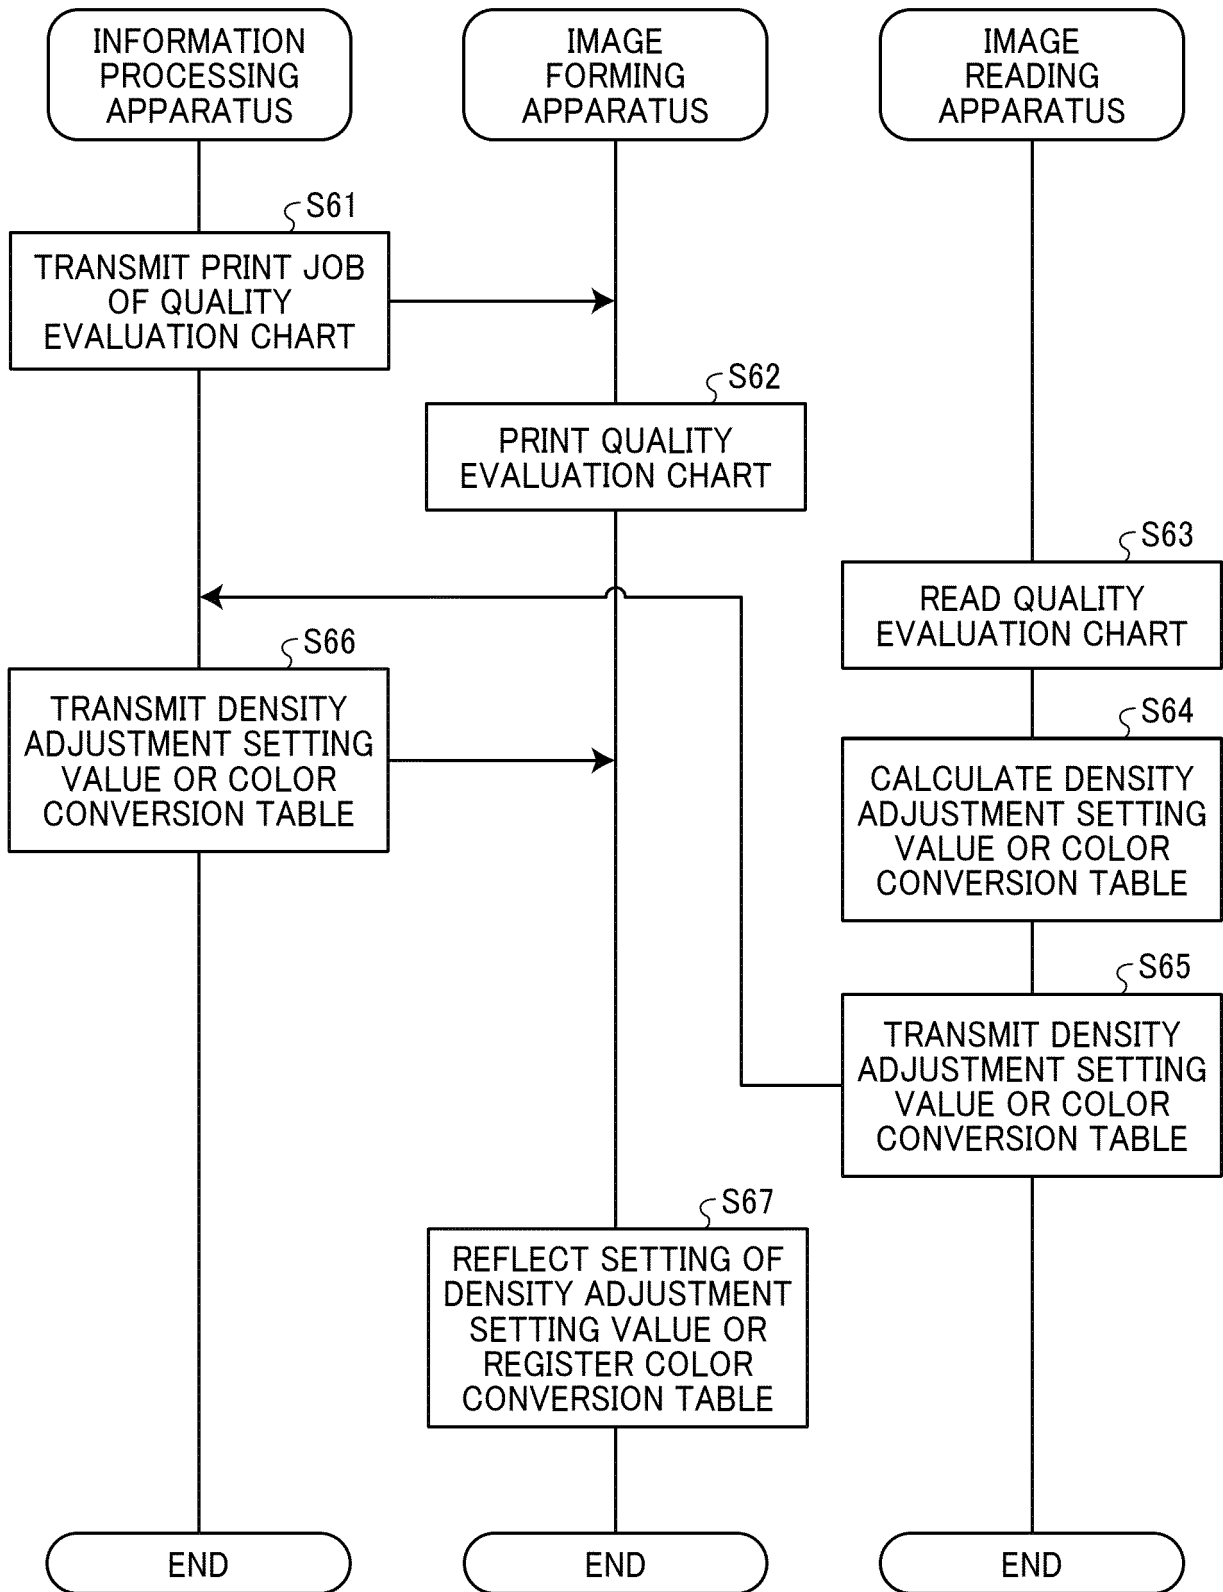 INFORMATION
PROCESSING
APPARATUS
IMAGE
FORMING
APPARATUS
IMAGE
READING
APPARATUS
S61
TRANSMIT PRINT JOB
OF QUALITY
EVALUATION CHART
S62
PRINT QUALITY
EVALUATION CHART
S63
READ QUALITY
EVALUATION CHART
S66
TRANSMIT DENSITY
ADJUSTMENT SETTING
VALUE OR COLOR
CONVERSION TABLE
S64
CALCULATE DENSITY
ADJUSTMENT SETTING
VALUE OR COLOR
CONVERSION TABLE
S65
TRANSMIT DENSITY
ADJUSTMENT SETTING
VALUE OR COLOR
CONVERSION TABLE
S67
REFLECT SETTING OF
DENSITY ADJUSTMENT
SETTING VALUE OR
REGISTER COLOR
CONVERSION TABLE
END
END
END